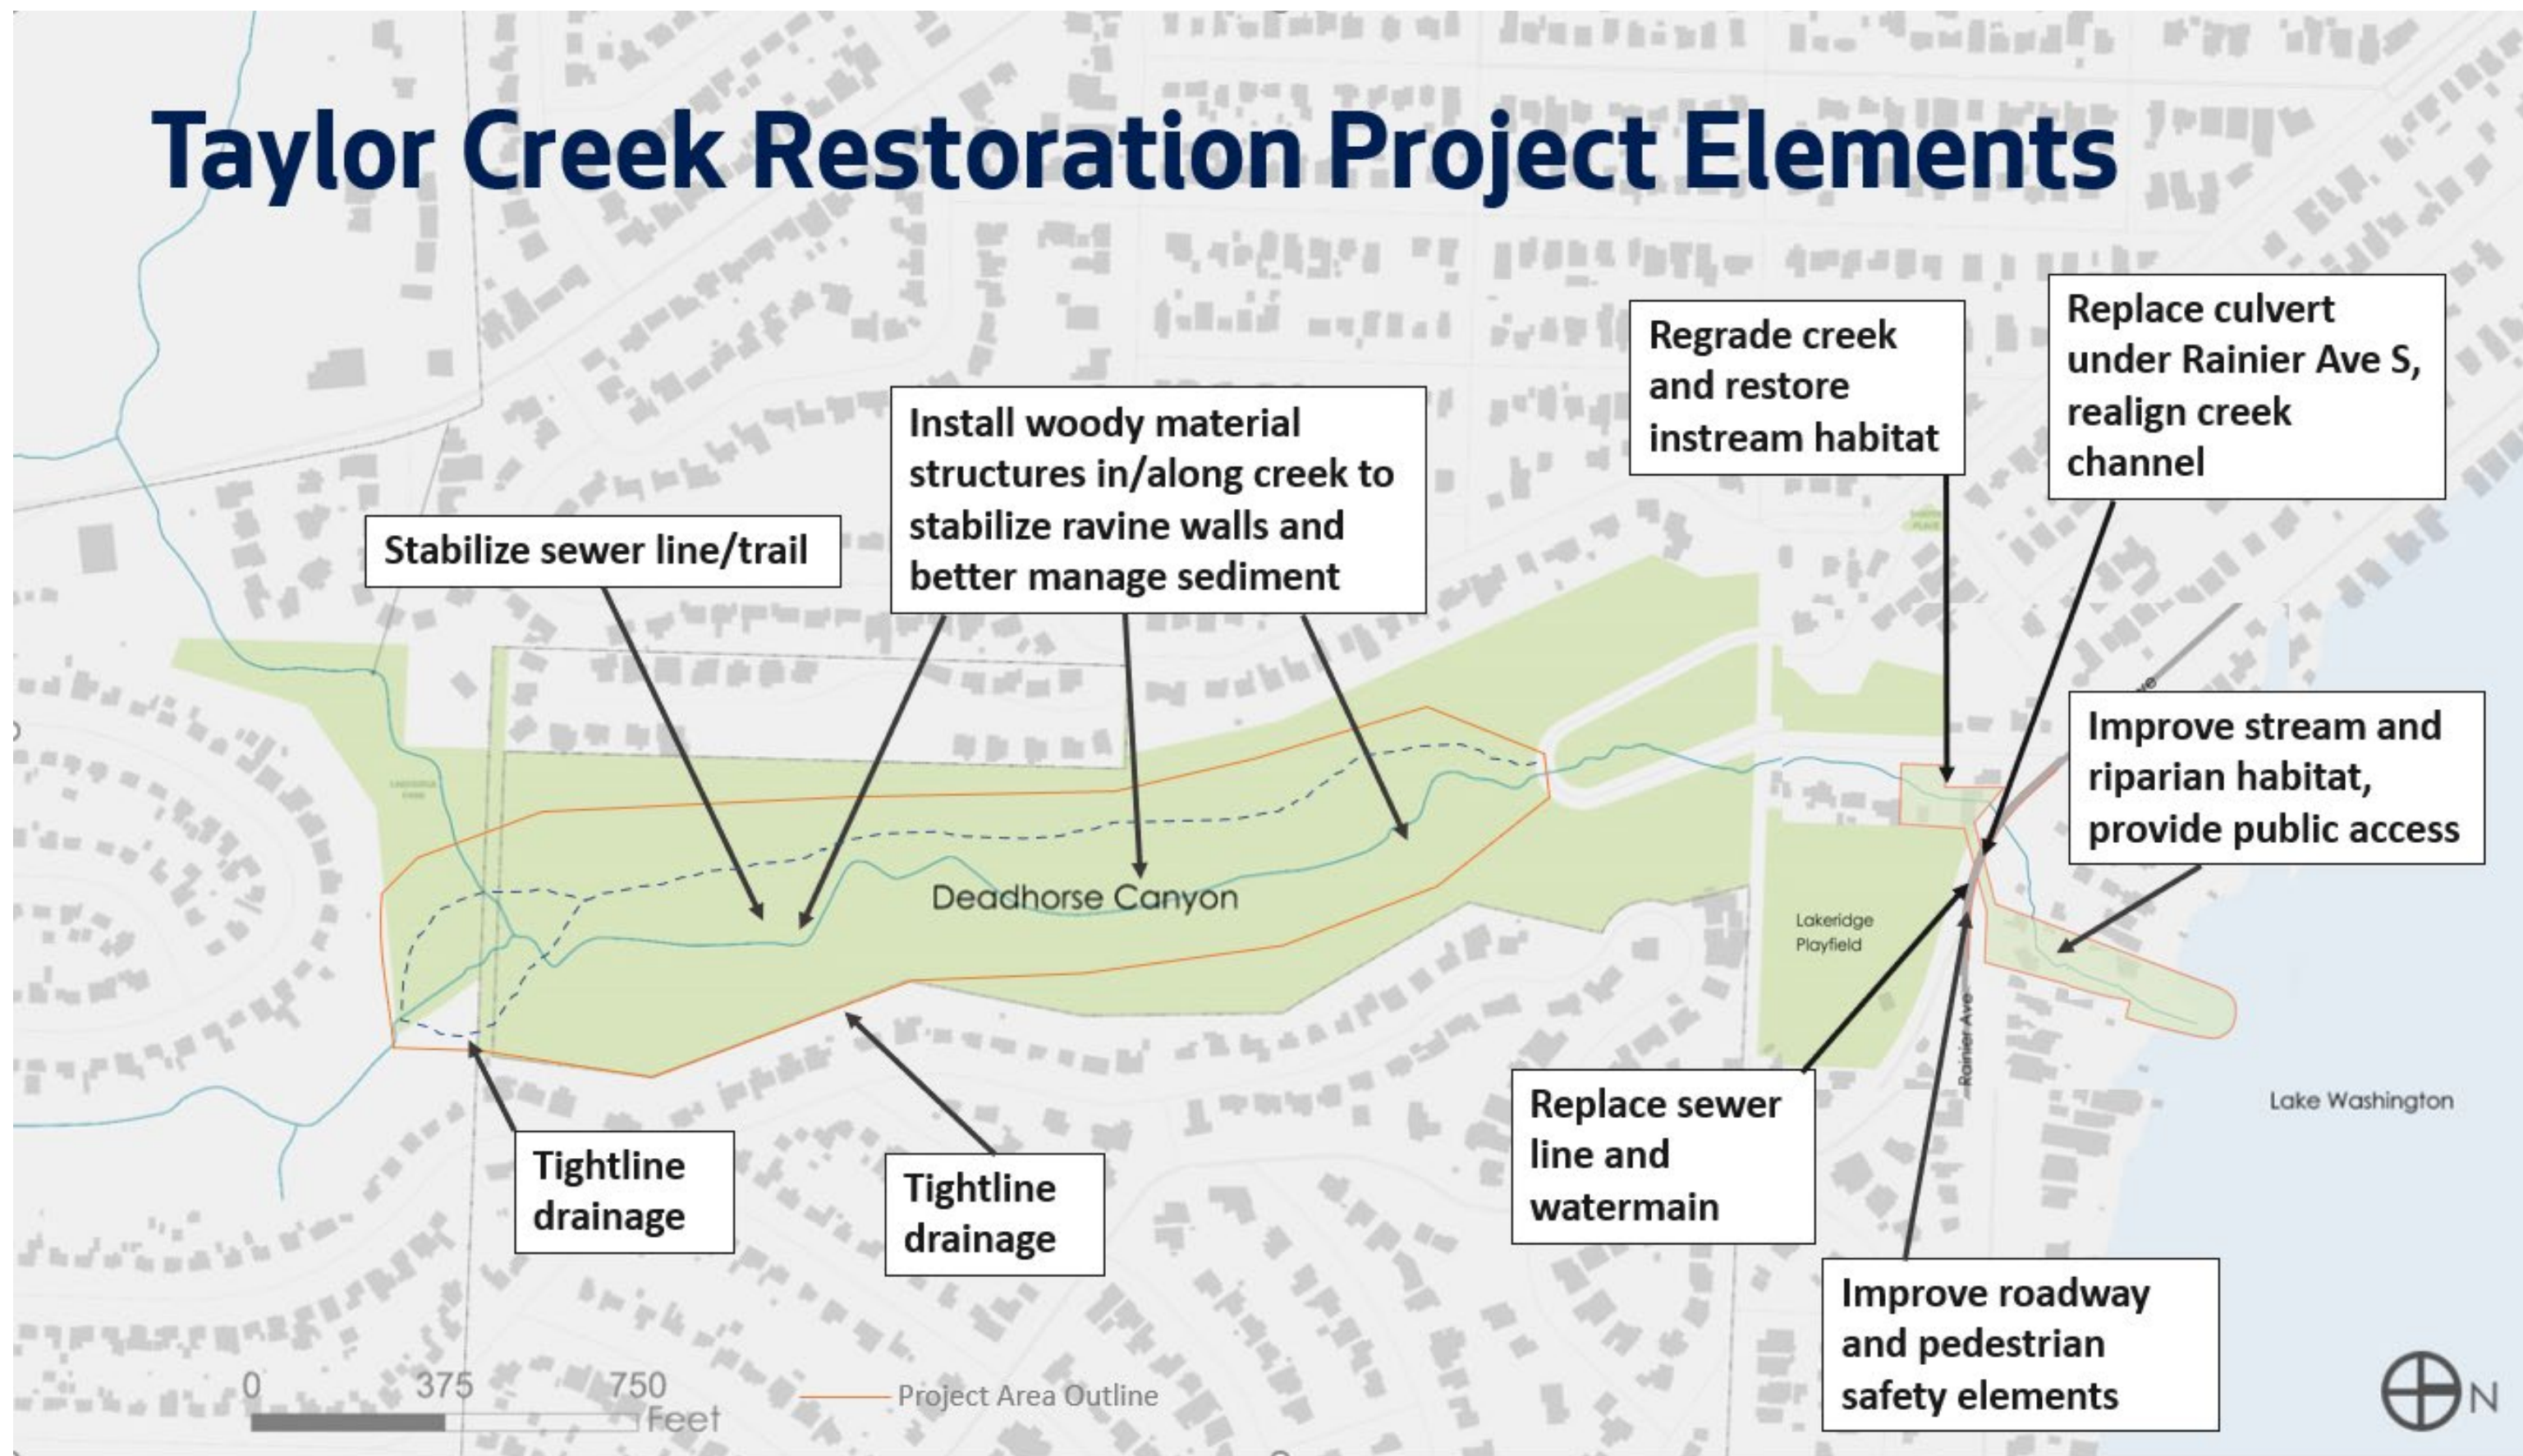 Taylor Creek Restoration Project Elements
Replace culvert
under Rainier Ave S,
realign creek
channel
Regrade creek
and restore
instream habitat
Install woody material
structures in/along creek to
stabilize ravine walls and
better manage sediment
Stabilize sewer line/trail
Improve stream and
riparian habitat,
provide public access
Deadhorse Canyon
Lakeridge
Playfield
Rainier Ave
Lake Washington
Replace sewer
line and
watermain
Tightline
drainage
Tightline
drainage
Improve roadway
and pedestrian
safety elements
0 375 750
Feet
Project Area Outline
N